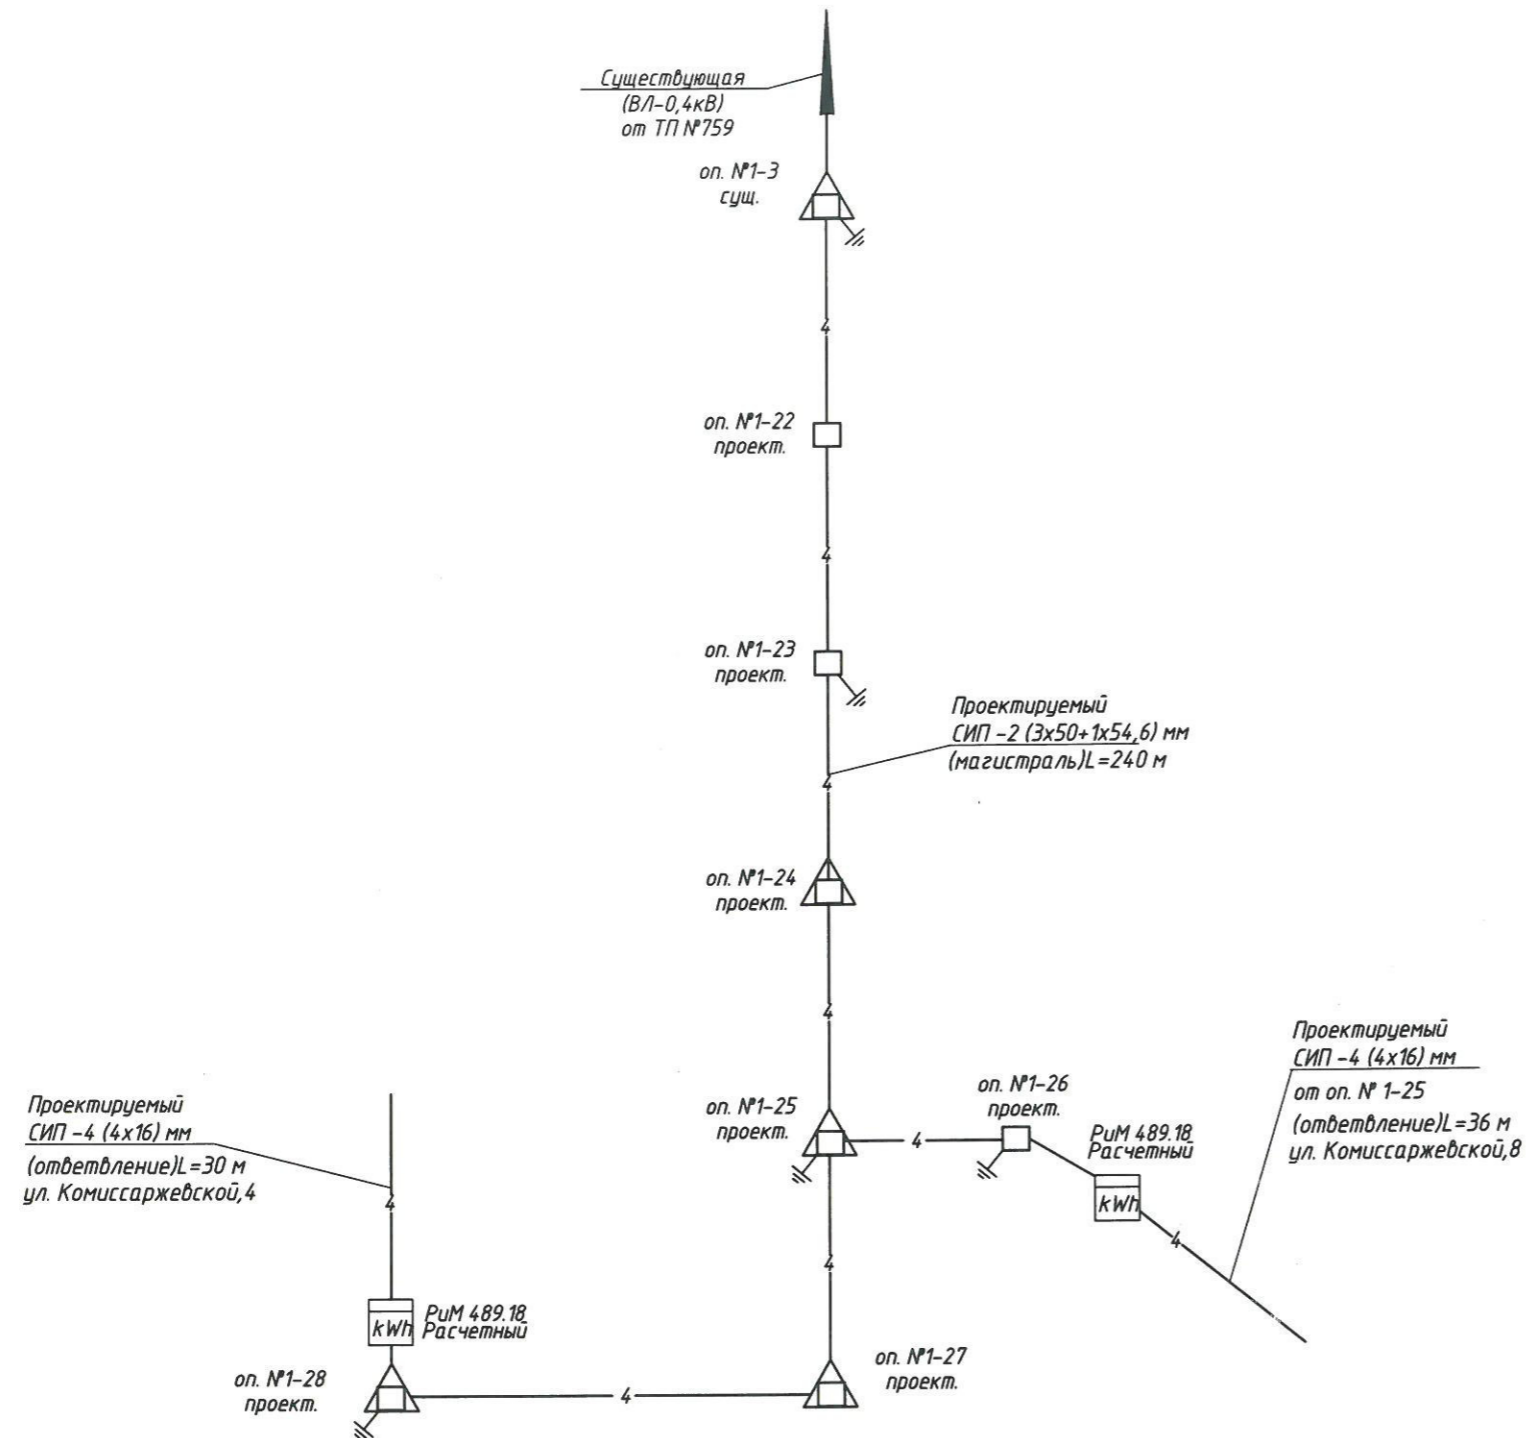 Существующая
(ВЛ-0,4кВ)
от ТП №759
оп. №1-3
сущ.
4
оп. №1-22
проект.
4
оп. №1-23
проект.
Проектируемый
СИП -2 (3х50+1х54,6) мм
(магистраль)L=240 м
4
оп. №1-24
проект.
4
Проектируемый
СИП -4 (4х16) мм
от оп. № 1-25
(ответвление)L=36 м
ул. Комиссаржевской,8
оп. №1-26
проект.
оп. №1-25
проект.
4
РиМ 489.18
Расчетный
kWh
4
Проектируемый
СИП -4 (4х16) мм
(ответвление)L=30 м
ул. Комиссаржевской,4
4
4
РиМ 489.18
Расчетный
kWh
оп. №1-27
проект.
оп. №1-28
проект.
4